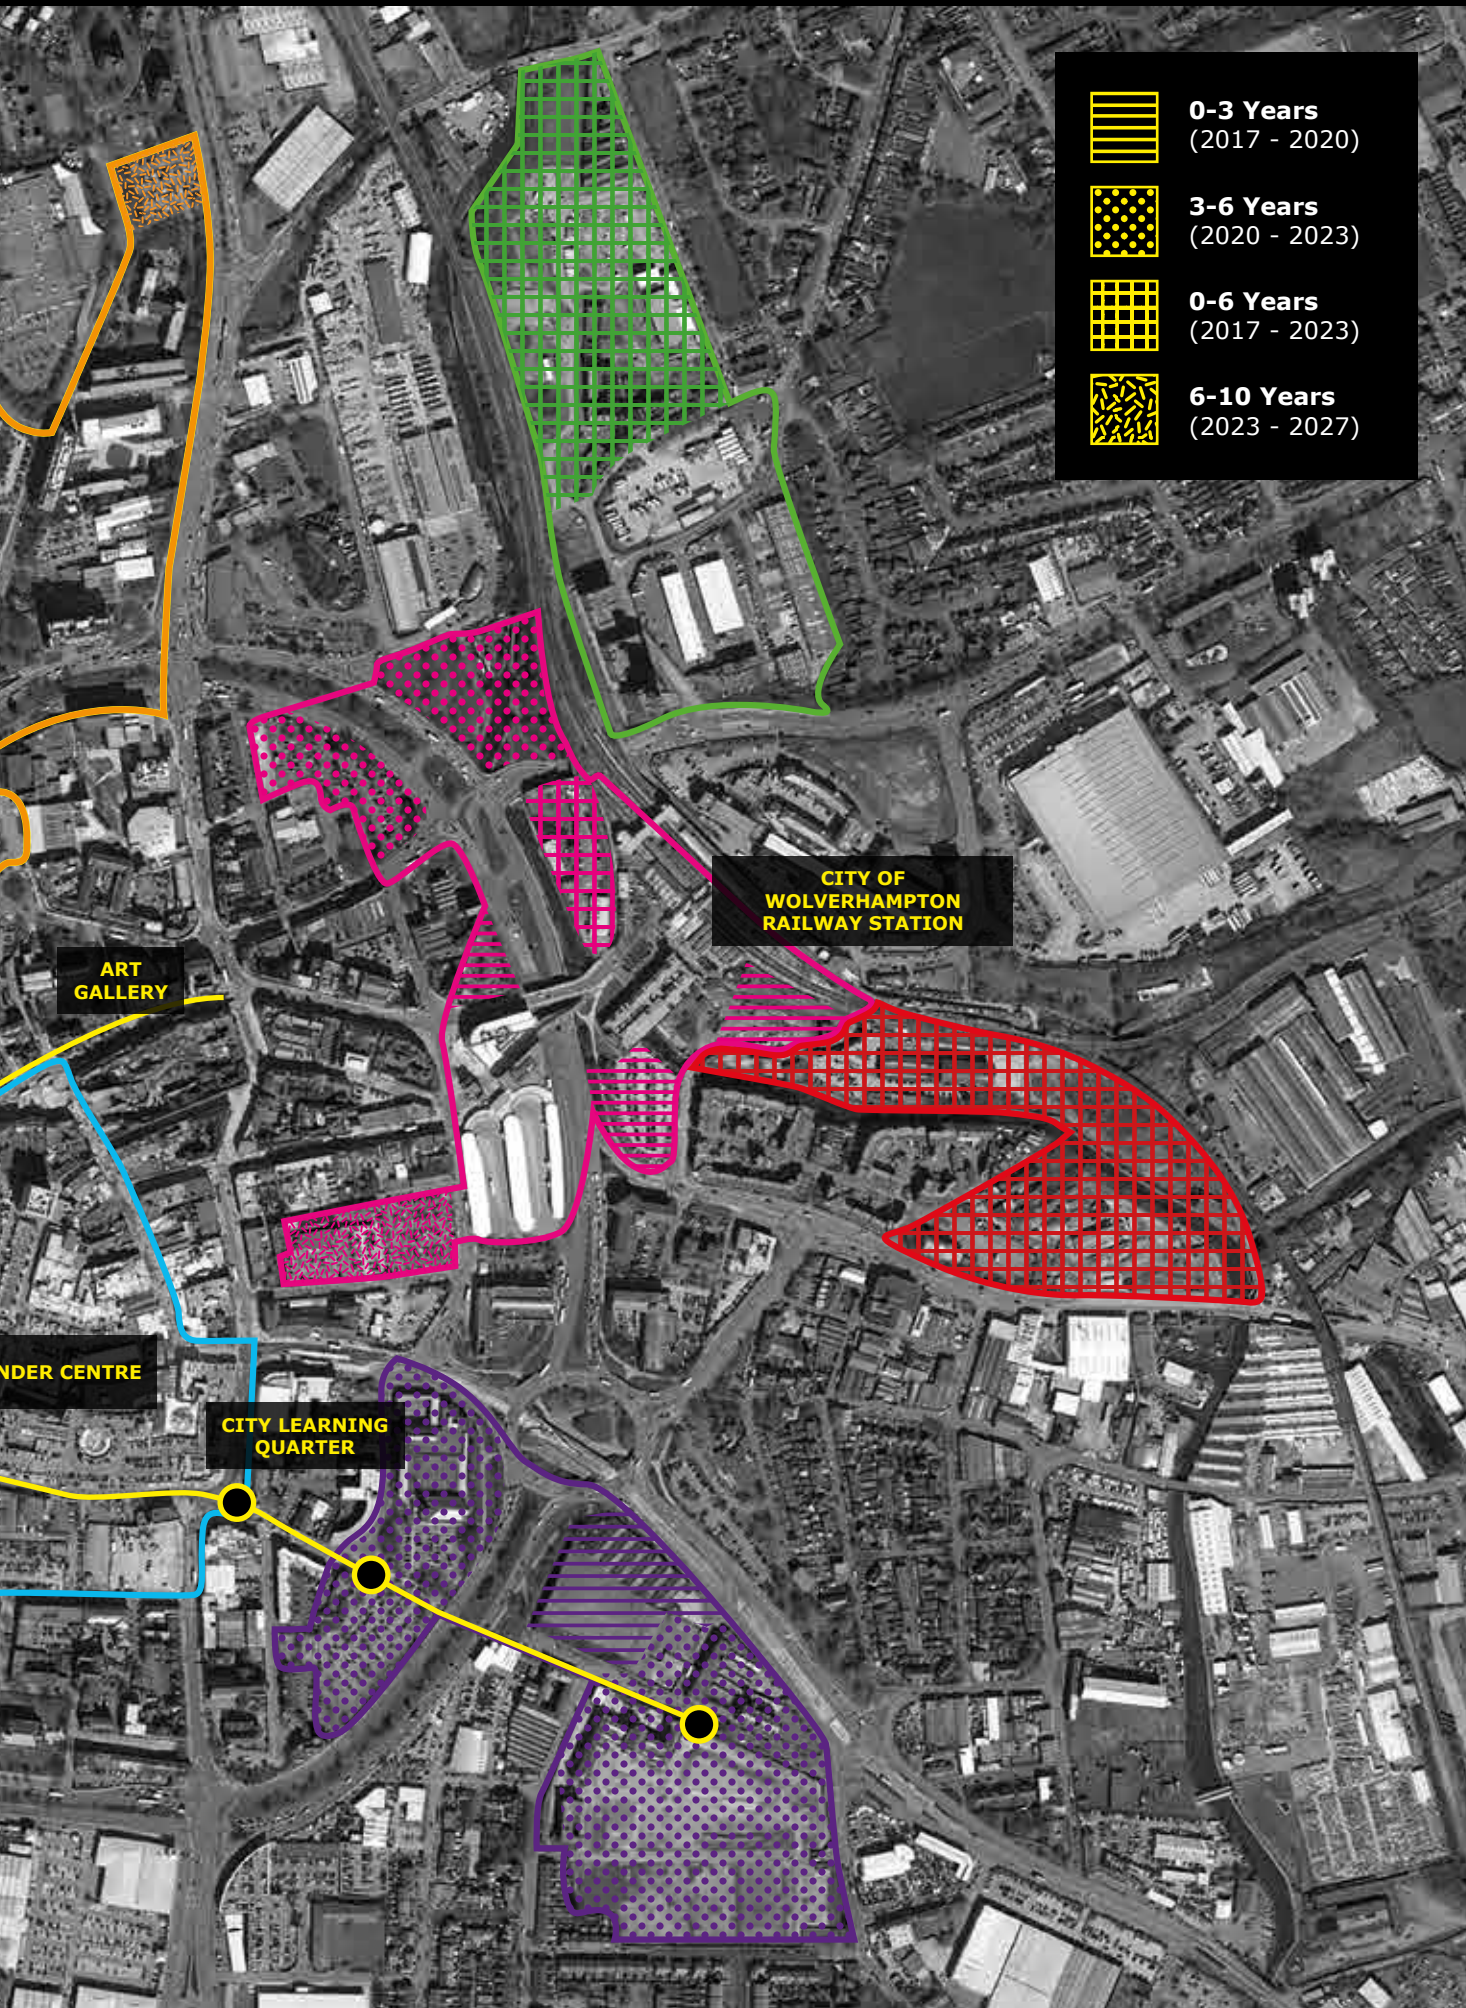 0-3 Years
(2017 - 2020)
3-6 Years
(2020 - 2023)
0-6 Years
(2017 - 2023)
6-10 Years
(2023 - 2027)
CITY OF
WOLVERHAMPTON
RAILWAY STATION
ART
GALLERY
NDER CENTRE
CITY LEARNING
QUARTER